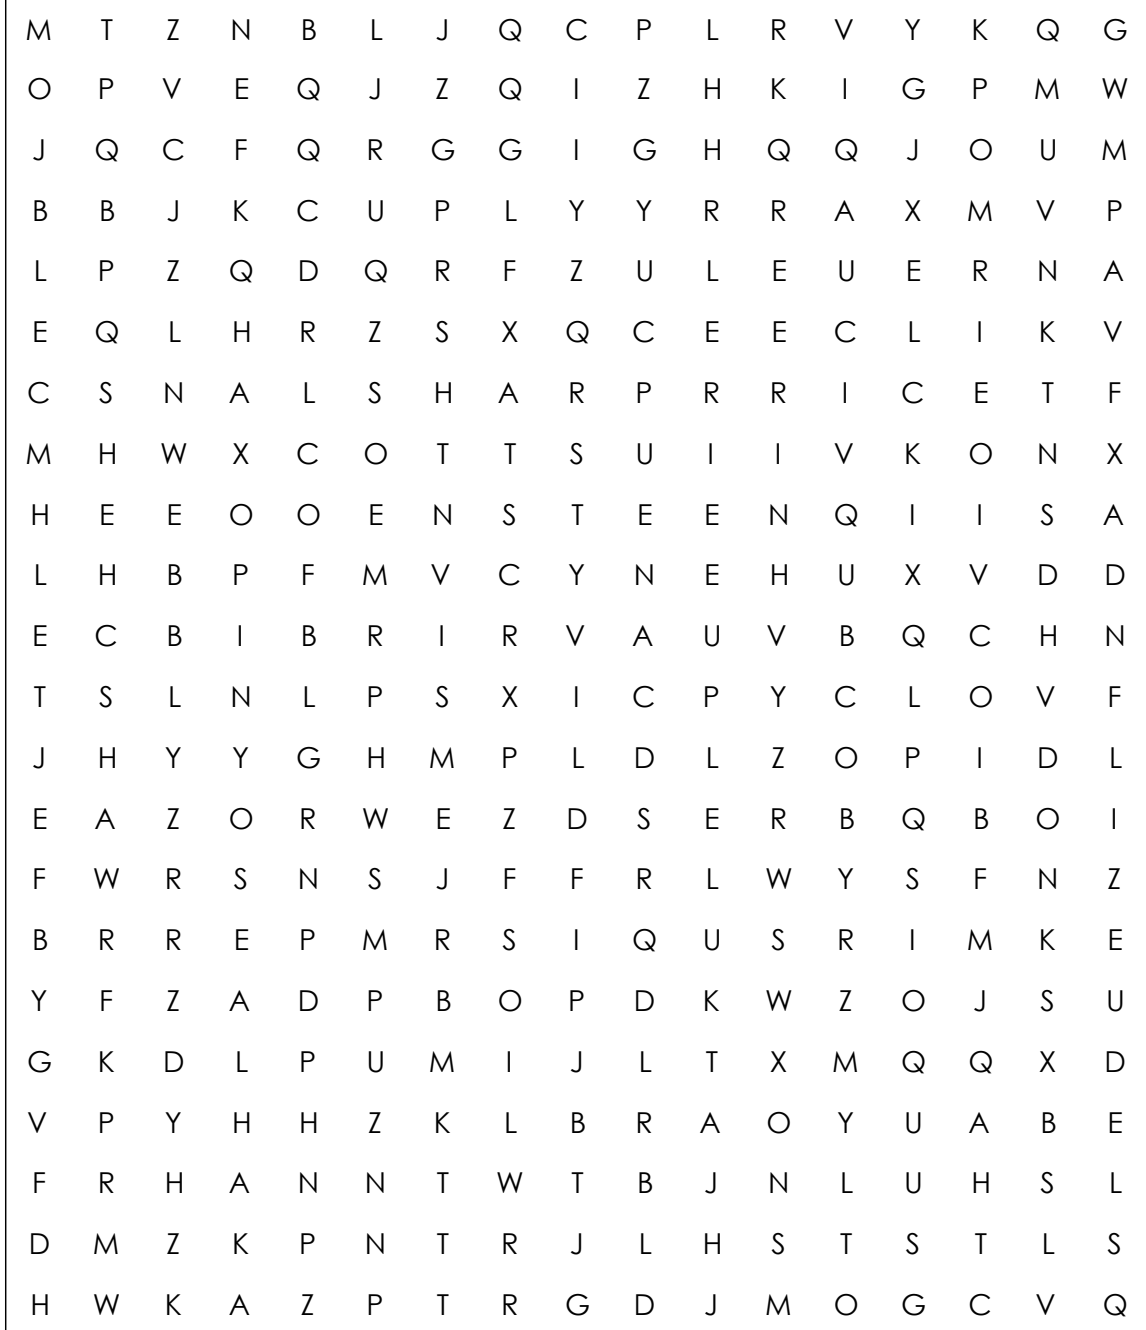 M T Z N B L J Q C P L R V Y K Q G
O P V E Q J Z Q I Z H K I G P M W
J Q C F Q R G G I G H Q Q J O U M
B B J K C U P L Y Y R R A X M V P
L P Z Q D Q R F Z U L E U E R N A
E Q L H R Z S X Q C E E C L I K V
C S N A L S H A R P R R I C E T F
M H W X C O T T S U I I V K O N X
H E E O O E N S T E E N Q I I S A
L H B P F M V C Y N E H U X V D D
E C B I B R I R V A U V B Q C H N
T S L N L P S X I C P Y C L O V F
J H Y Y G H M P L D L Z O P I D L
E A Z O R W E Z D S E R B Q B O I
F W R S N S J F F R L W Y S F N Z
B R R E P M R S I Q U S R I M K E
Y F Z A D P B O P D K W Z O J S U
G K D L P U M I J L T X M Q Q X D
V P Y H H Z K L B R A O Y U A B E
F R H A N N T W T B J N L U H S L
D M Z K P N T R J L H S T S T L S
H W K A Z P T R G D J M O G C V Q